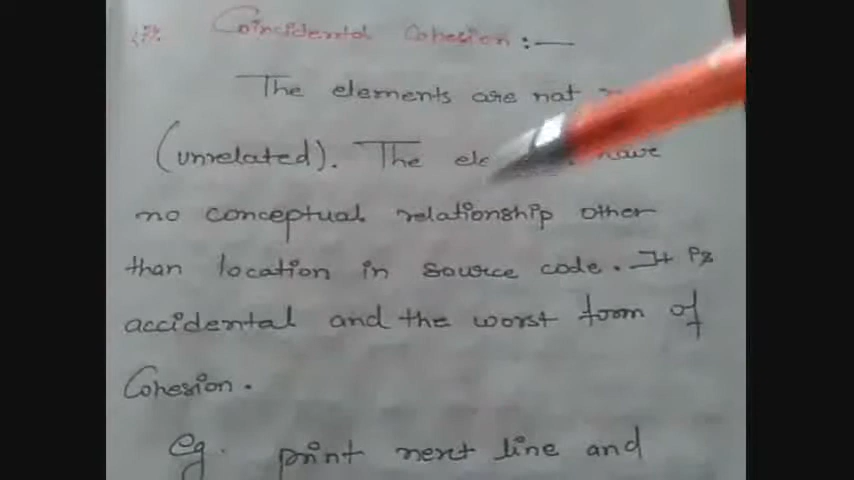 Coincidental Cohesion :—
The elements are not
(unrelated). The have
no conceptual relationship other
than location in source code. It is
accidental and the worst form of
Cohesion.
eg. print next line and